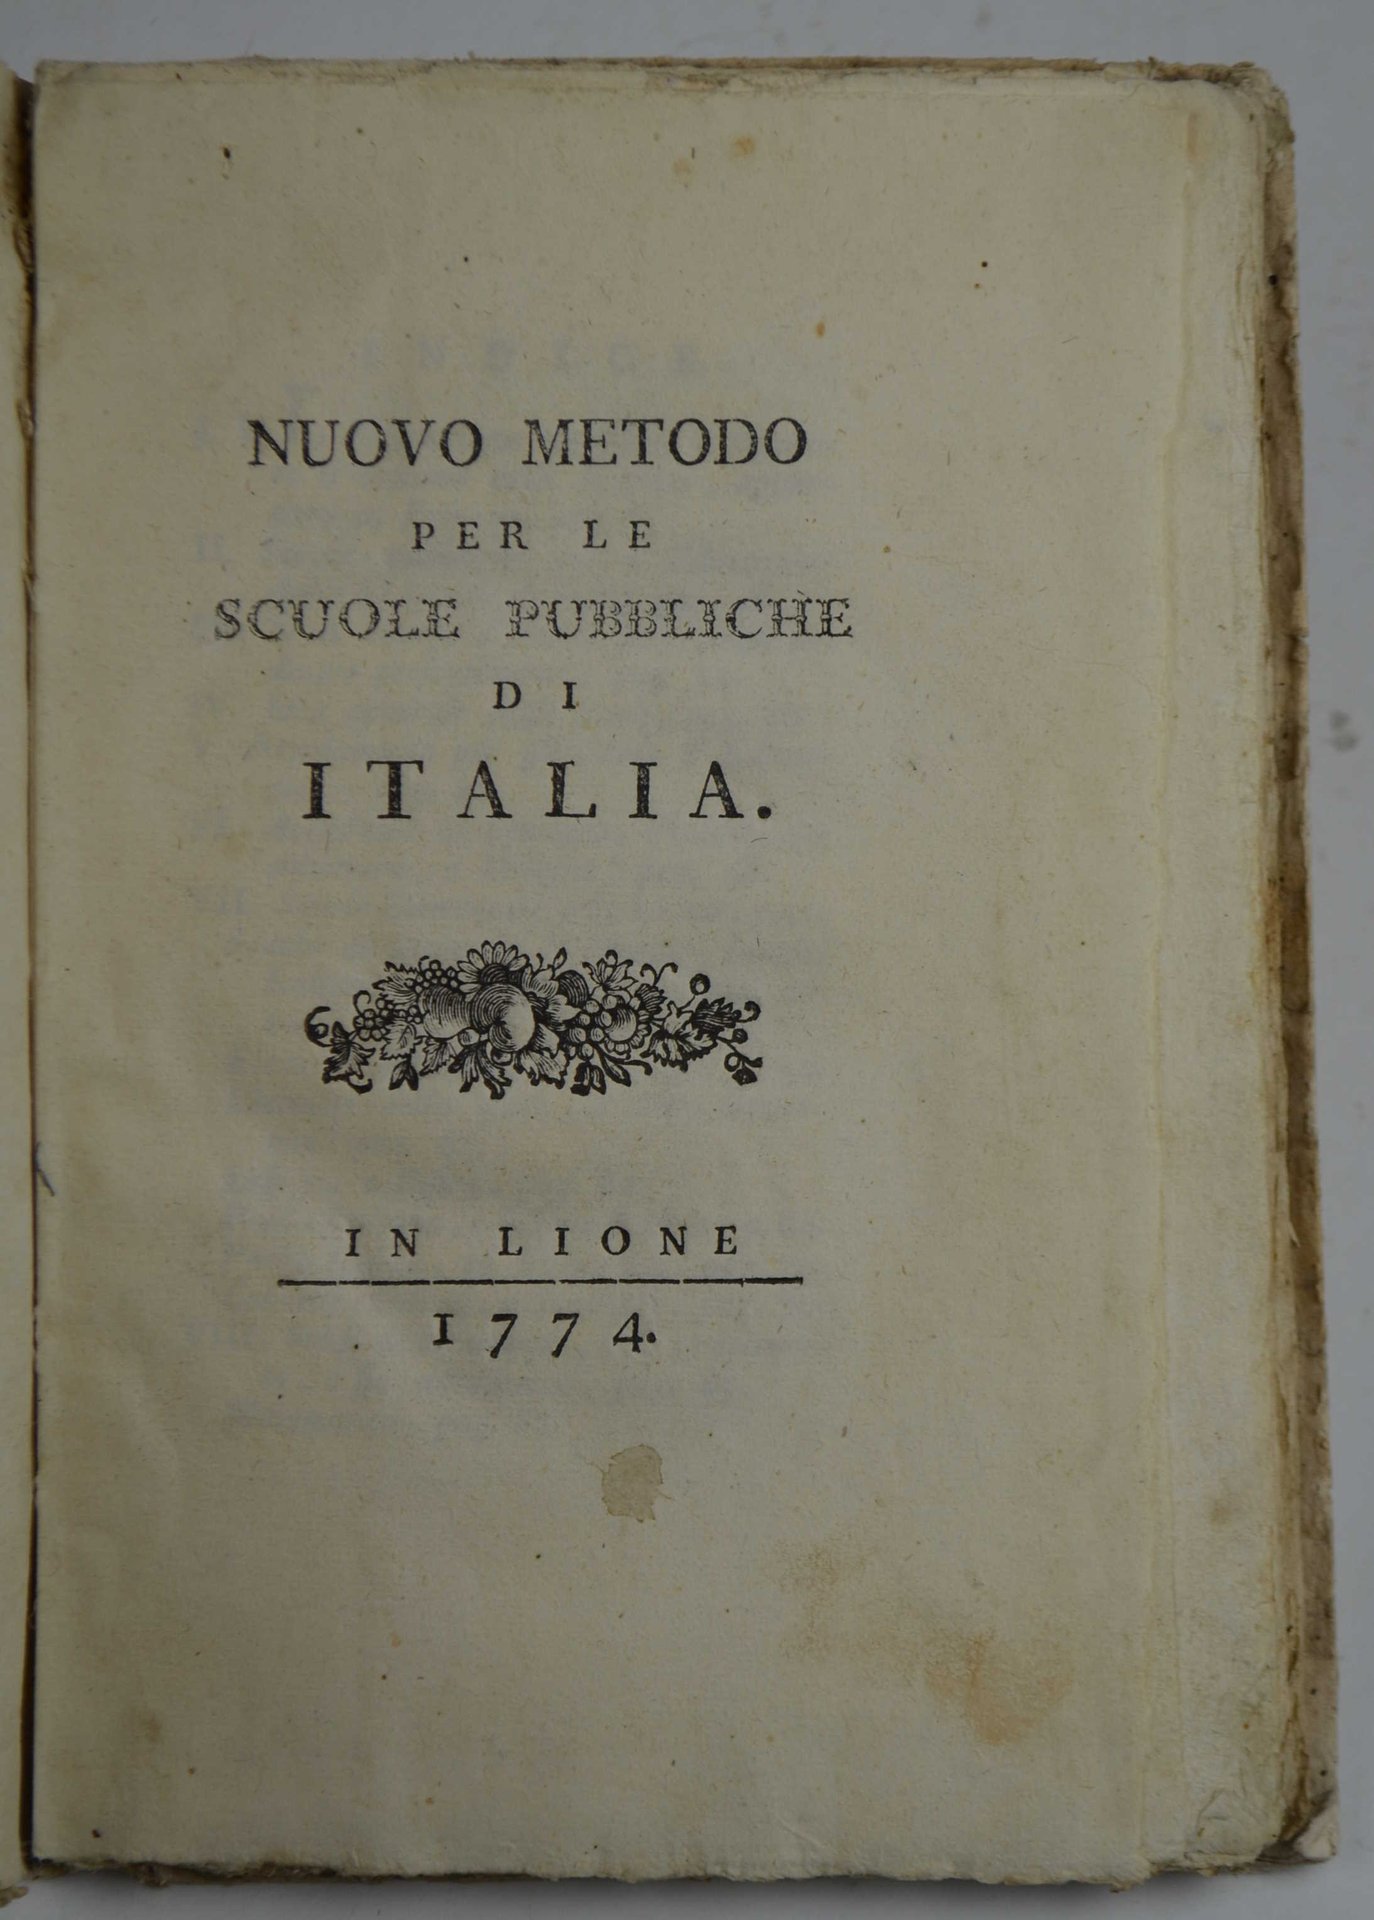 NUOVO METODO
PER LE
SCUOLE PUBBLICHE
DI
ITALIA.
IN LIONE
1774.